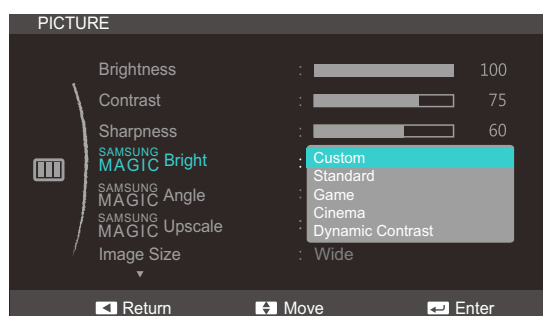 PICTURE
Brightness : 100
Contrast : 75
Sharpness : 60
SAMSUNG MAGIC Bright : Custom
Standard
SAMSUNG MAGIC Angle : Game
Cinema
SAMSUNG MAGIC Upscale : Dynamic Contrast
Image Size : Wide
Return Move Enter